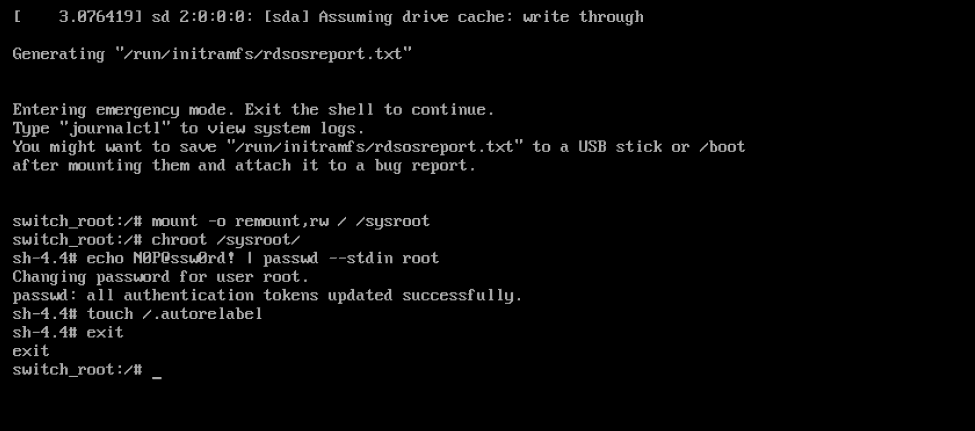 [    3.076419] sd 2:0:0:0: [sda] Assuming drive cache: write through
Generating "/run/initramfs/rdsosreport.txt"
Entering emergency mode. Exit the shell to continue.
Type "journalctl" to view system logs.
You might want to save "/run/initramfs/rdsosreport.txt" to a USB stick or /boot
after mounting them and attach it to a bug report.
switch_root:/# mount -o remount,rw / /sysroot
switch_root:/# chroot /sysroot/
sh-4.4# echo N0P@ssw0rd! | passwd --stdin root
Changing password for user root.
passwd: all authentication tokens updated successfully.
sh-4.4# touch /.autorelabel
sh-4.4# exit
exit
switch_root:/# _